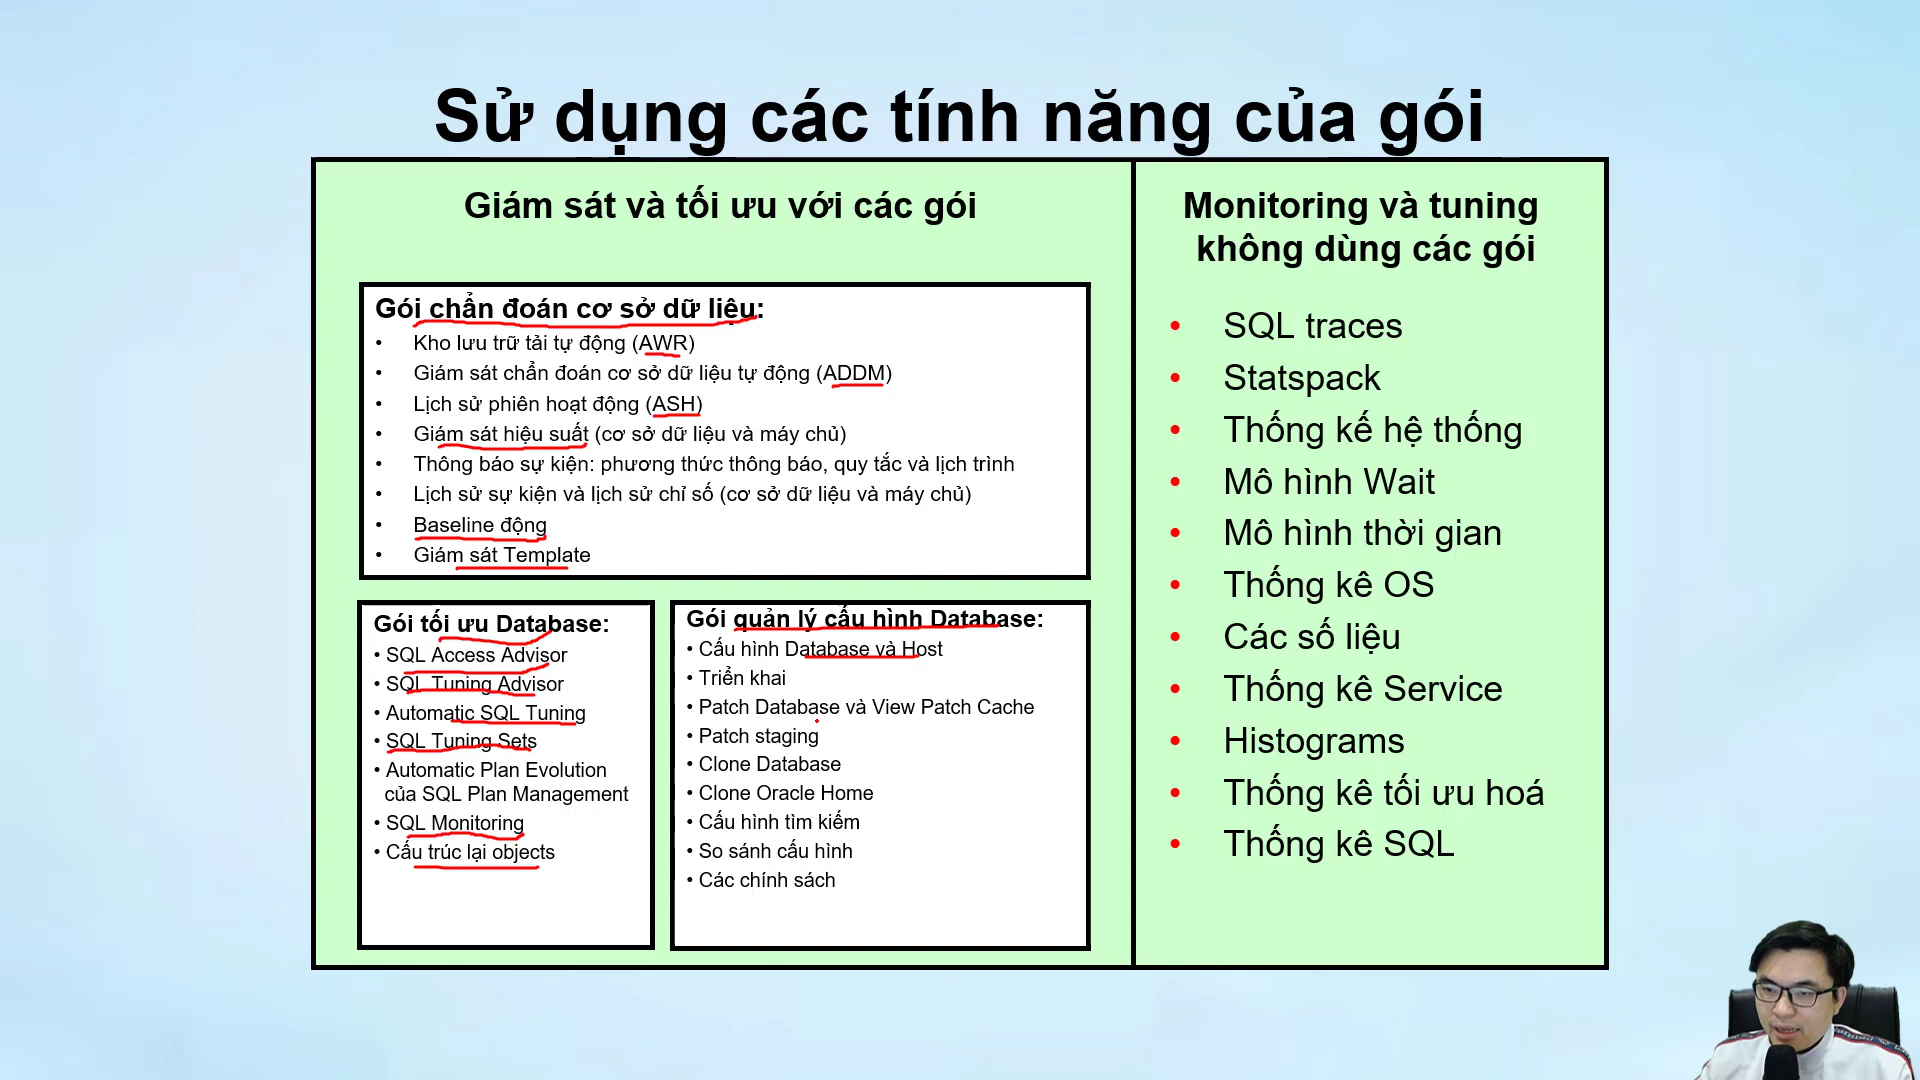 Sử dụng các tính năng của gói
Giám sát và tối ưu với các gói
Gói chẩn đoán cơ sở dữ liệu:
• Kho lưu trữ tải tự động (AWR)
• Giám sát chẩn đoán cơ sở dữ liệu tự động (ADDM)
• Lịch sử phiên hoạt động (ASH)
• Giám sát hiệu suất (cơ sở dữ liệu và máy chủ)
• Thông báo sự kiện: phương thức thông báo, quy tắc và lịch trình
• Lịch sử sự kiện và lịch sử chỉ số (cơ sở dữ liệu và máy chủ)
• Baseline động
• Giám sát Template
Gói tối ưu Database:
• SQL Access Advisor
• SQL Tuning Advisor
• Automatic SQL Tuning
• SQL Tuning Sets
• Automatic Plan Evolution
của SQL Plan Management
• SQL Monitoring
• Cấu trúc lại objects
Gói quản lý cấu hình Database:
• Cấu hình Database và Host
• Triển khai
• Patch Database và View Patch Cache
• Patch staging
• Clone Database
• Clone Oracle Home
• Cấu hình tìm kiếm
• So sánh cấu hình
• Các chính sách
Monitoring và tuning
không dùng các gói
• SQL traces
• Statspack
• Thống kế hệ thống
• Mô hình Wait
• Mô hình thời gian
• Thống kê OS
• Các số liệu
• Thống kê Service
• Histograms
• Thống kê tối ưu hoá
• Thống kê SQL